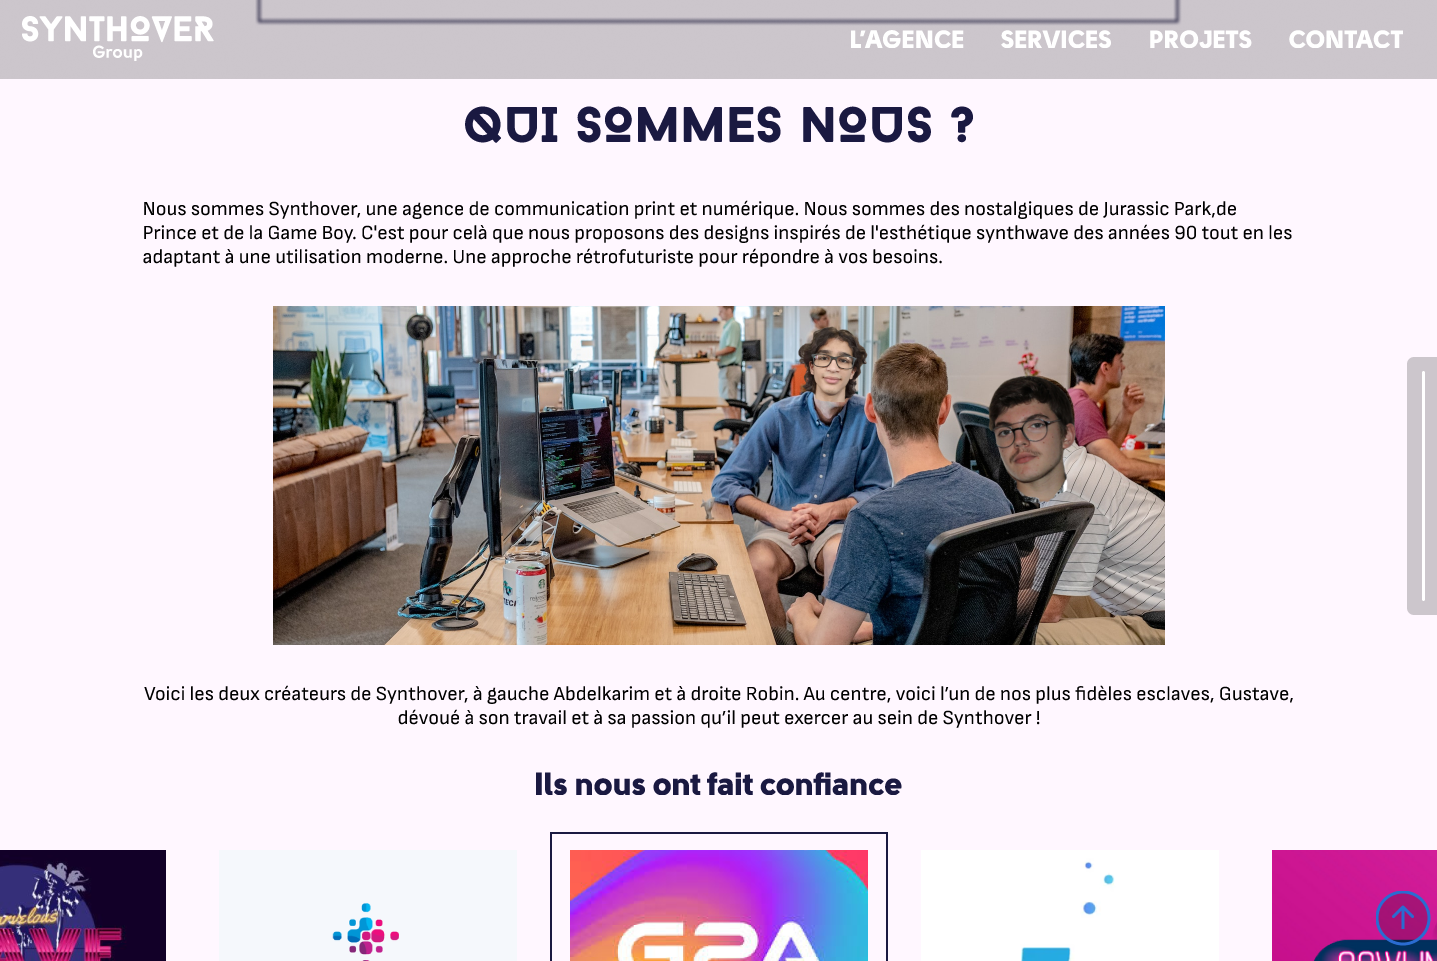 SYNTHOVER
Group
L'AGENCE SERVICES PROJETS CONTACT
QUI SOMMES NOUS ?
Nous sommes Synthover, une agence de communication print et numérique. Nous sommes des nostalgiques de Jurassic Park,de
Prince et de la Game Boy. C'est pour celà que nous proposons des designs inspirés de l'esthétique synthwave des années 90 tout en les
adaptant à une utilisation moderne. Une approche rétrofuturiste pour répondre à vos besoins.
Voici les deux créateurs de Synthover, à gauche Abdelkarim et à droite Robin. Au centre, voici l’un de nos plus fidèles esclaves, Gustave,
dévoué à son travail et à sa passion qu’il peut exercer au sein de Synthover !
Ils nous ont fait confiance
G2A